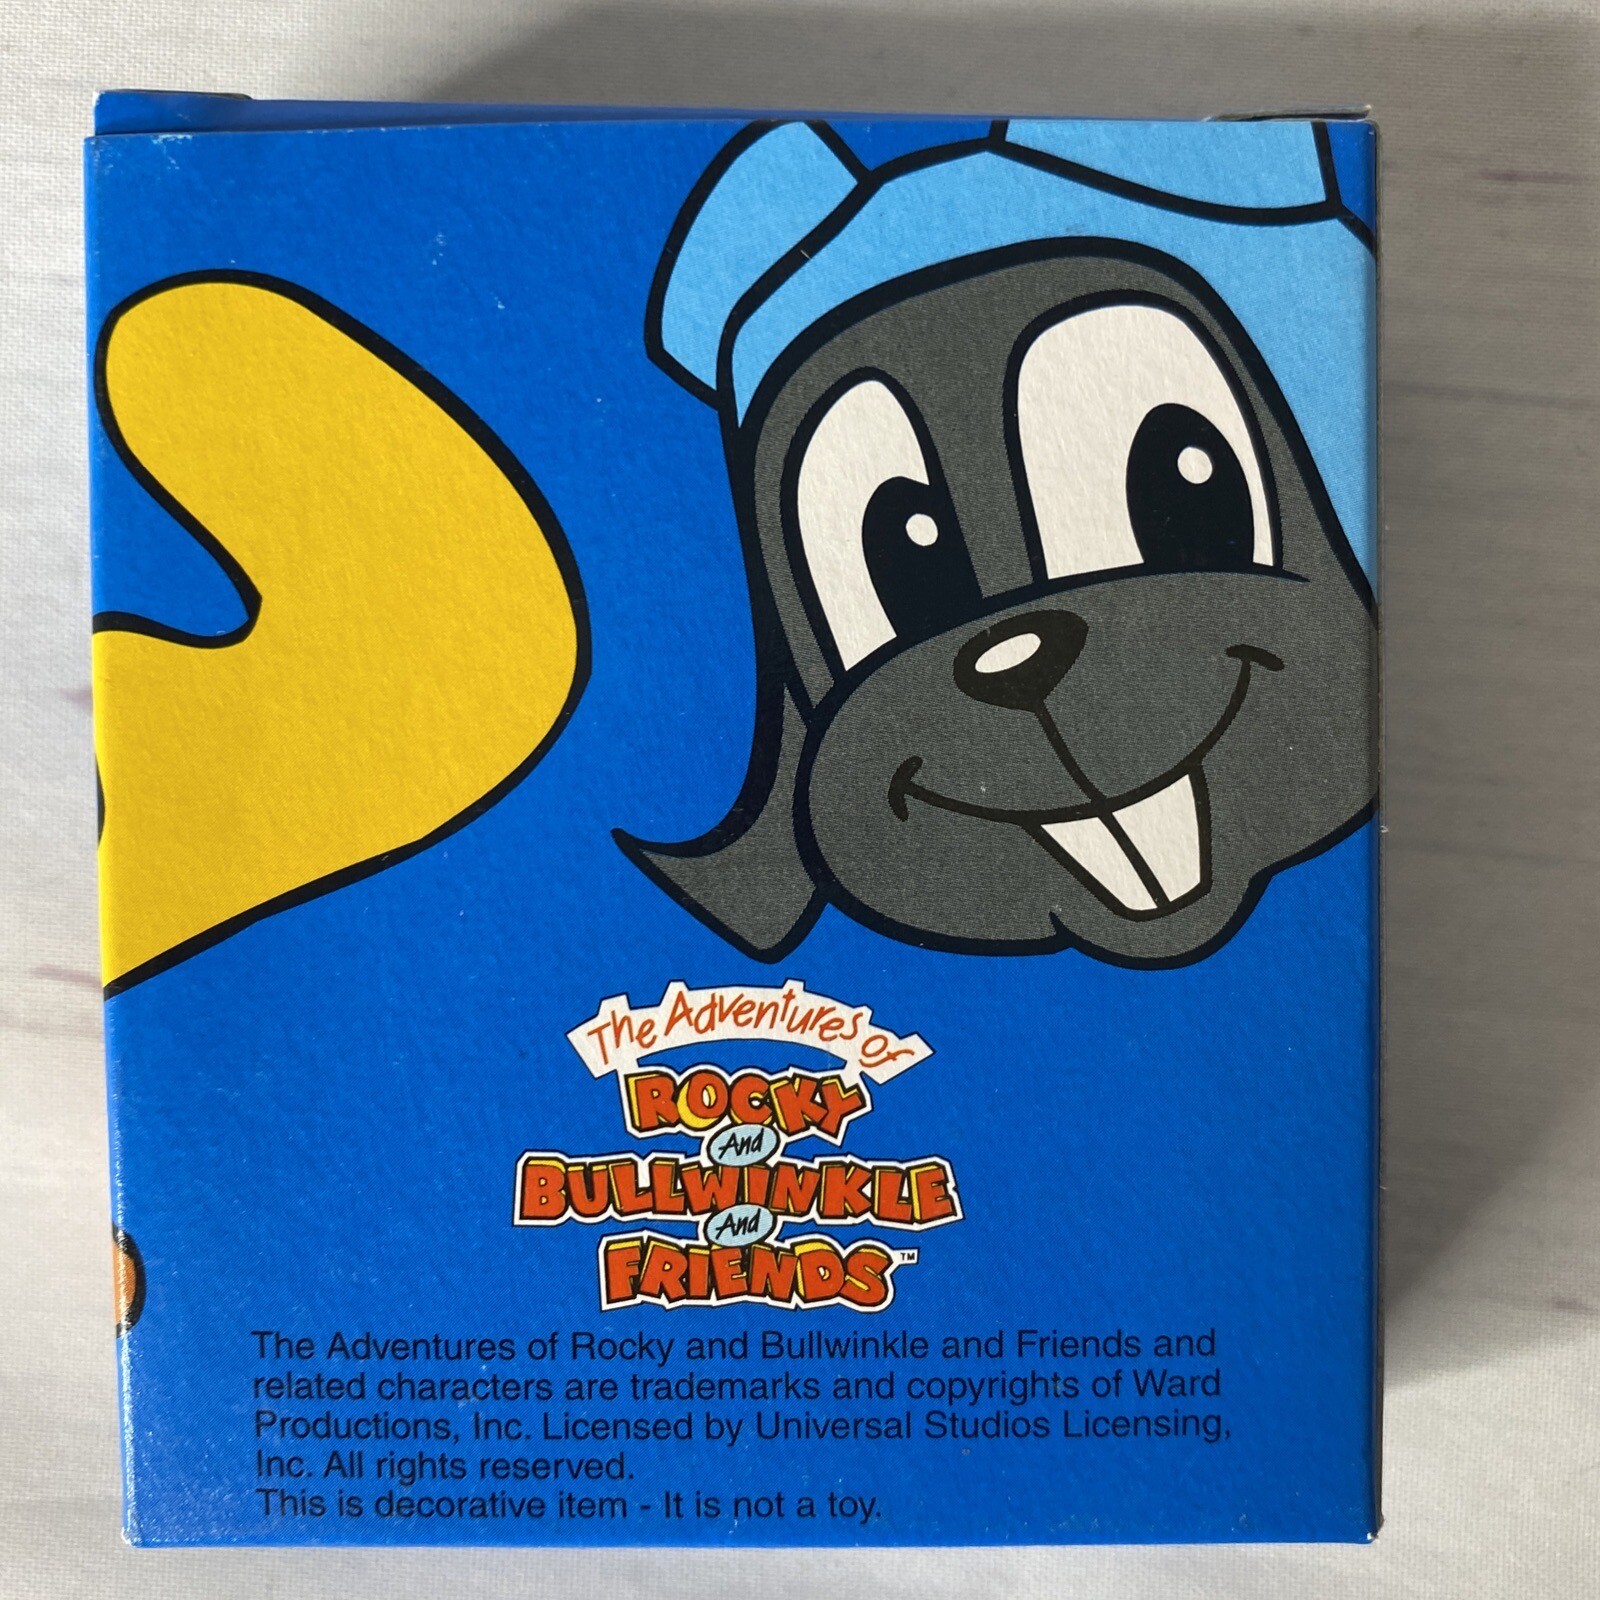 The Adventures of
ROCKY
And
BULLWINKLE
And
FRIENDS™
The Adventures of Rocky and Bullwinkle and Friends and
related characters are trademarks and copyrights of Ward
Productions, Inc. Licensed by Universal Studios Licensing,
Inc. All rights reserved.
This is decorative item - It is not a toy.